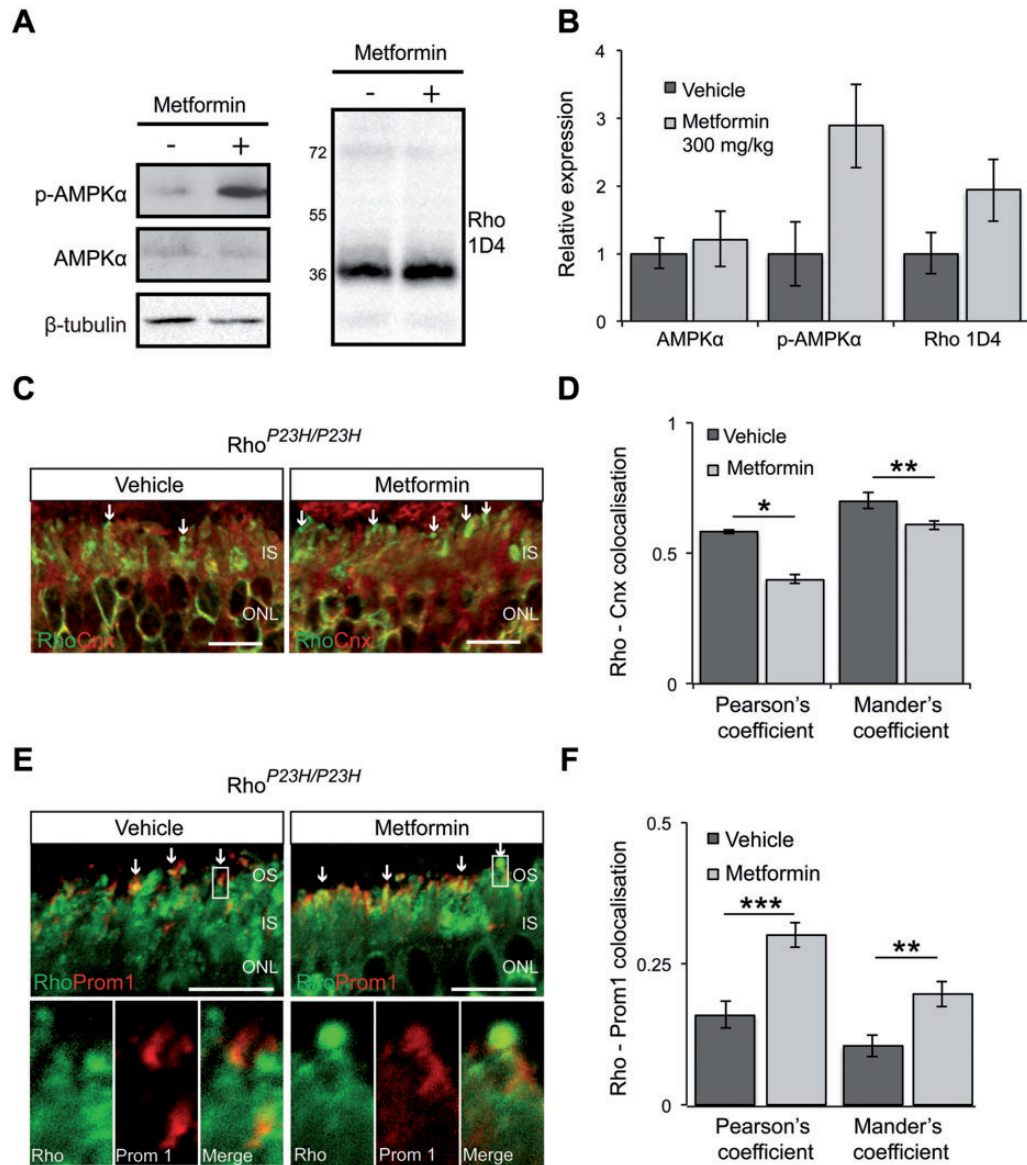 A
Metformin
- +
p-AMPKα
AMPKα
β-tubulin
Metformin
- +
72
55
36
Rho
1D4
B
Relative expression
4
3
2
1
0
Vehicle
Metformin
300 mg/kg
AMPKα
p-AMPKα
Rho 1D4
C
Rho P23H/P23H
Vehicle
Metformin
IS
ONL
RhoCnx
IS
ONL
RhoCnx
D
Rho - Cnx colocalisation
1
0.5
0
Vehicle
Metformin
*
**
Pearson's
coefficient
Mander's
coefficient
E
Rho P23H/P23H
Vehicle
Metformin
OS
IS
ONL
RhoProm1
OS
IS
ONL
RhoProm1
Rho
Prom 1
Merge
Rho
Prom 1
Merge
F
Rho - Prom1 colocalisation
0.5
0.25
0
Vehicle
Metformin
***
**
Pearson's
coefficient
Mander's
coefficient